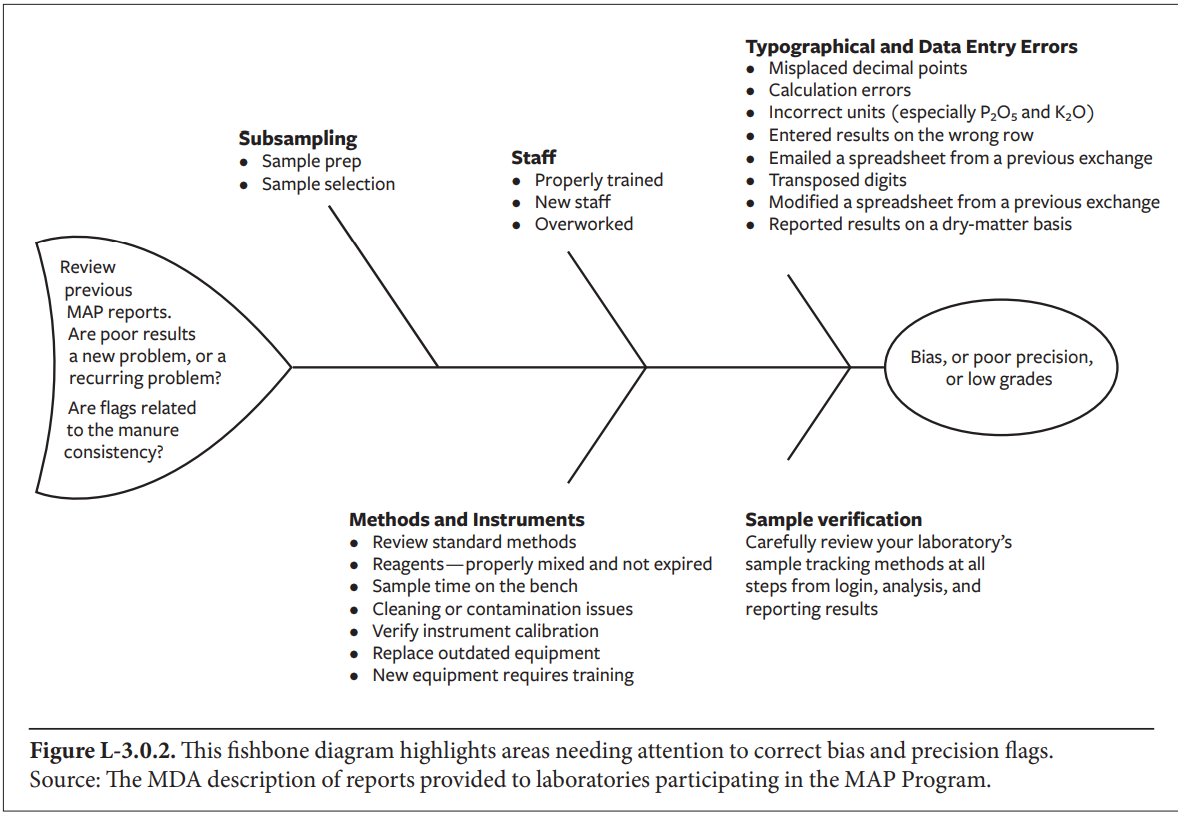 Typographical and Data Entry Errors
● Misplaced decimal points
● Calculation errors
● Incorrect units (especially P₂O₅ and K₂O)
● Entered results on the wrong row
● Emailed a spreadsheet from a previous exchange
● Transposed digits
● Modified a spreadsheet from a previous exchange
● Reported results on a dry-matter basis
Subsampling
● Sample prep
● Sample selection
Staff
● Properly trained
● New staff
● Overworked
Review
previous
MAP reports.
Are poor results
a new problem, or a
recurring problem?
Are flags related
to the manure
consistency?
Bias, or poor precision,
or low grades
Methods and Instruments
● Review standard methods
● Reagents—properly mixed and not expired
● Sample time on the bench
● Cleaning or contamination issues
● Verify instrument calibration
● Replace outdated equipment
● New equipment requires training
Sample verification
Carefully review your laboratory’s
sample tracking methods at all
steps from login, analysis, and
reporting results
Figure L-3.0.2. This fishbone diagram highlights areas needing attention to correct bias and precision flags.
Source: The MDA description of reports provided to laboratories participating in the MAP Program.